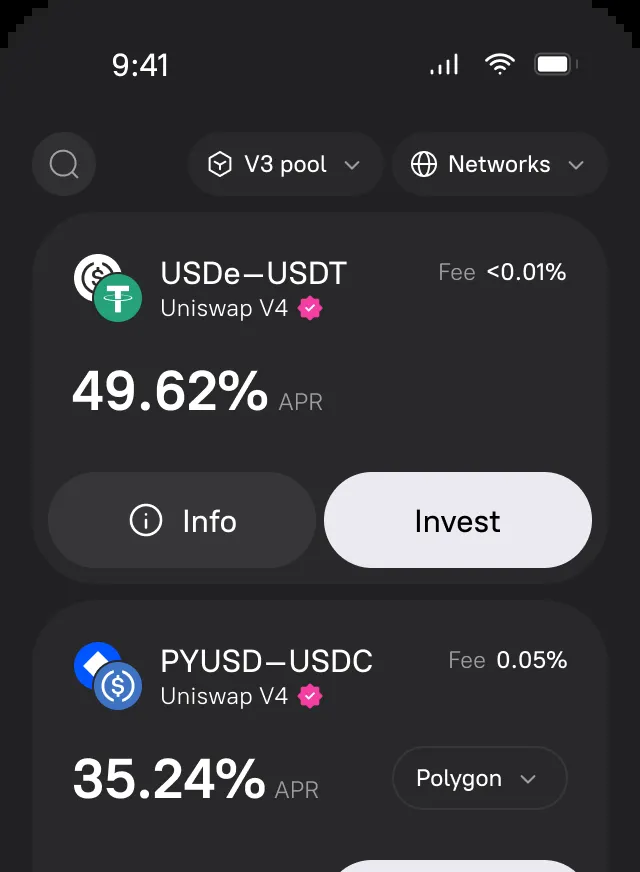 9:41
V3 pool
Networks
USDe–USDT
Fee <0.01%
Uniswap V4
49.62% APR
Info
Invest
PYUSD–USDC
Fee 0.05%
Uniswap V4
35.24% APR
Polygon